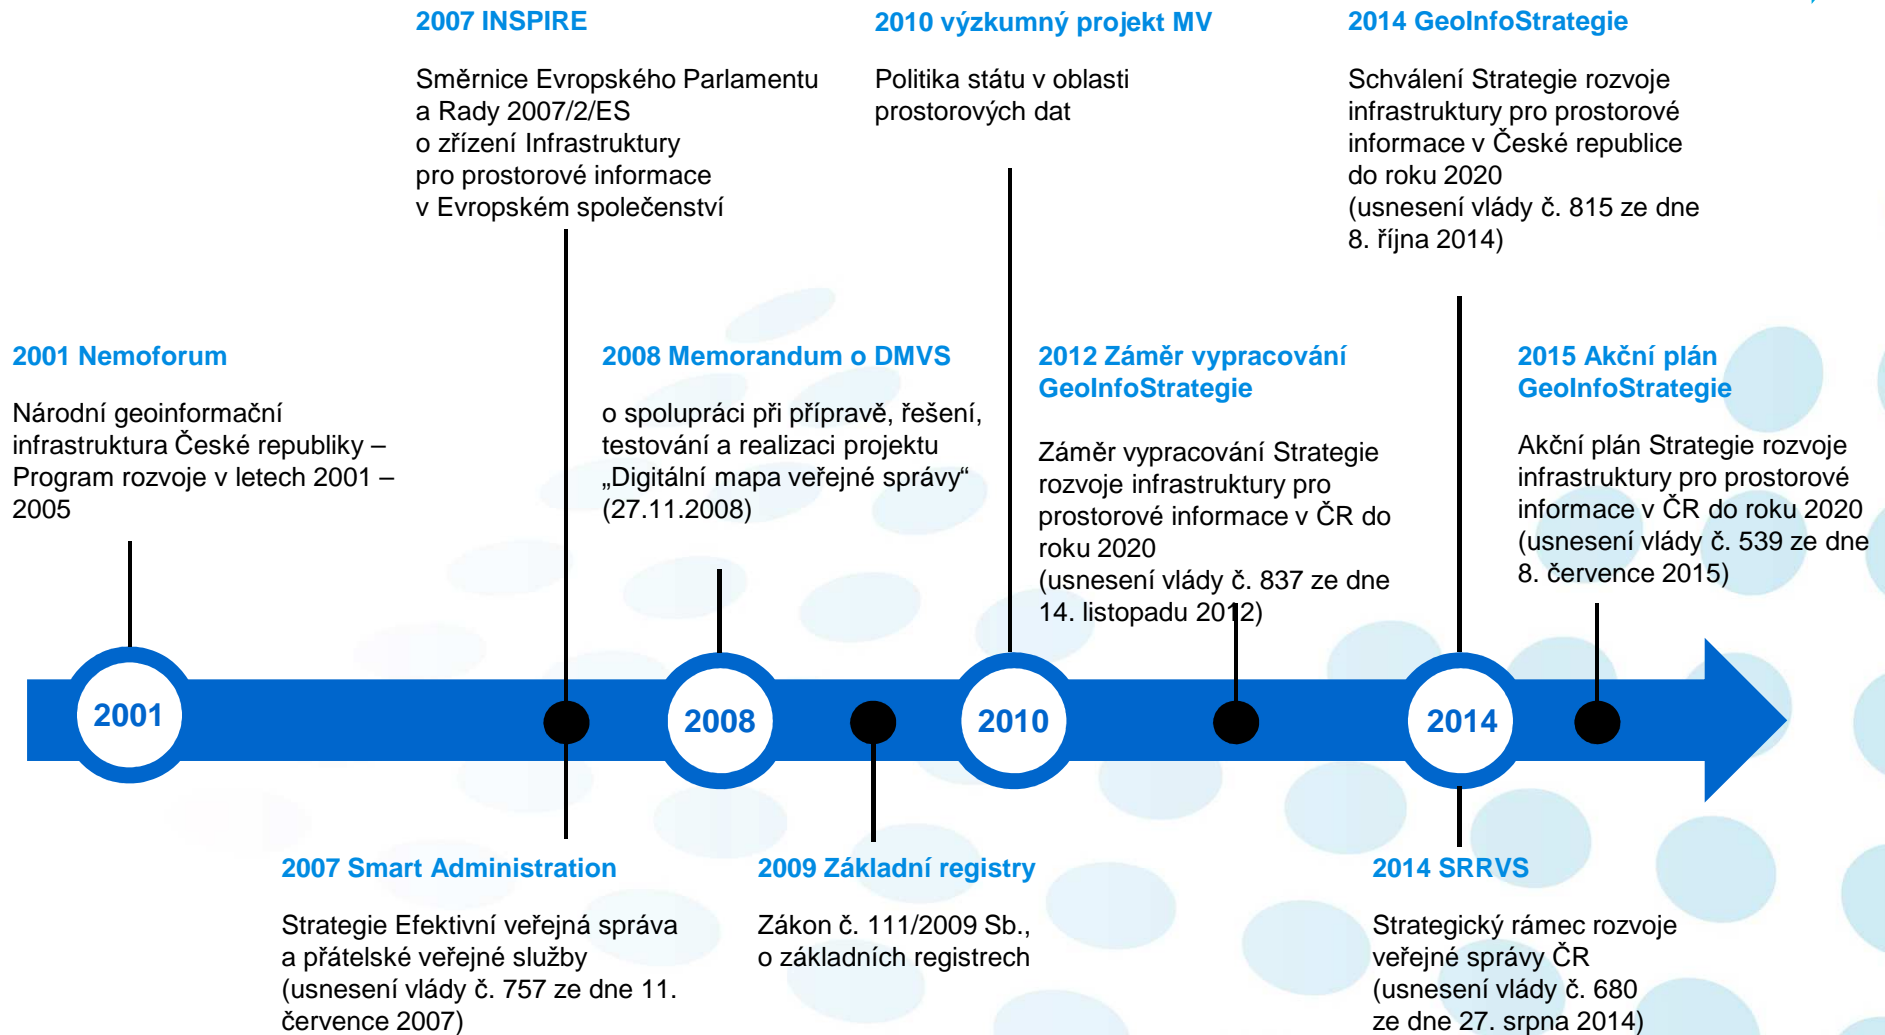 2007 INSPIRE
Směrnice Evropského Parlamentu
a Rady 2007/2/ES
o zřízení Infrastruktury
pro prostorové informace
v Evropském společenství
2010 výzkumný projekt MV
Politika státu v oblasti
prostorových dat
2014 GeoInfoStrategie
Schválení Strategie rozvoje
infrastruktury pro prostorové
informace v České republice
do roku 2020
(usnesení vlády č. 815 ze dne
8. října 2014)
2001 Nemoforum
Národní geoinformační
infrastruktura České republiky –
Program rozvoje v letech 2001 –
2005
2008 Memorandum o DMVS
o spolupráci při přípravě, řešení,
testování a realizaci projektu
„Digitální mapa veřejné správy“
(27.11.2008)
2012 Záměr vypracování
GeoInfoStrategie
Záměr vypracování Strategie
rozvoje infrastruktury pro
prostorové informace v ČR do
roku 2020
(usnesení vlády č. 837 ze dne
14. listopadu 2012)
2015 Akční plán
GeoInfoStrategie
Akční plán Strategie rozvoje
infrastruktury pro prostorové
informace v ČR do roku 2020
(usnesení vlády č. 539 ze dne
8. července 2015)
2001
2008
2010
2014
2007 Smart Administration
Strategie Efektivní veřejná správa
a přátelské veřejné služby
(usnesení vlády č. 757 ze dne 11.
července 2007)
2009 Základní registry
Zákon č. 111/2009 Sb.,
o základních registrech
2014 SRRVS
Strategický rámec rozvoje
veřejné správy ČR
(usnesení vlády č. 680
ze dne 27. srpna 2014)